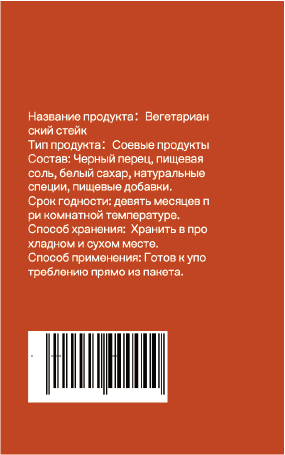 Название продукта: Вегетариан
ский стейк
Тип продукта: Соевые продукты
Состав: Черный перец, пищевая
соль, белый сахар, натуральные
специи, пищевые добавки.
Срок годности: девять месяцев п
ри комнатной температуре.
Способ хранения: Хранить в про
хладном и сухом месте.
Способ применения: Готов к упо
треблению прямо из пакета.